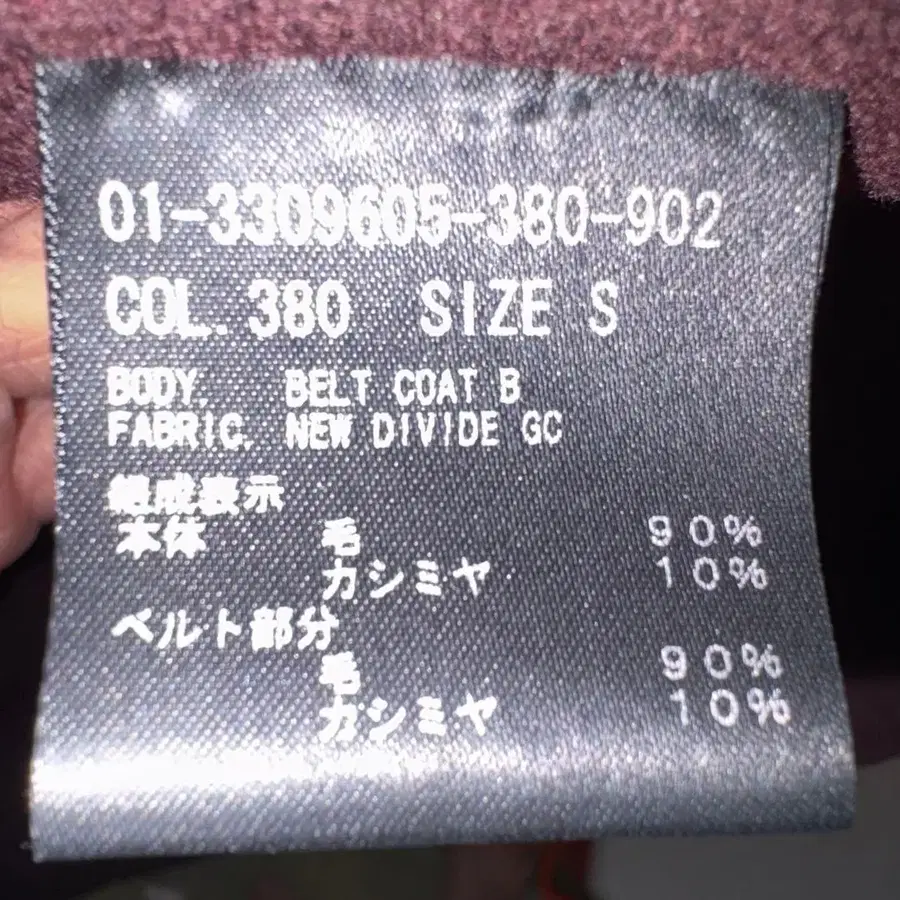 01-3309605-380-902
COL. 380 SIZE S
BODY. BELT COAT B
FABRIC. NEW DIVIDE GC
組成表示
本体 毛 90%
カシミヤ 10%
ベルト部分
毛 90%
カシミヤ 10%